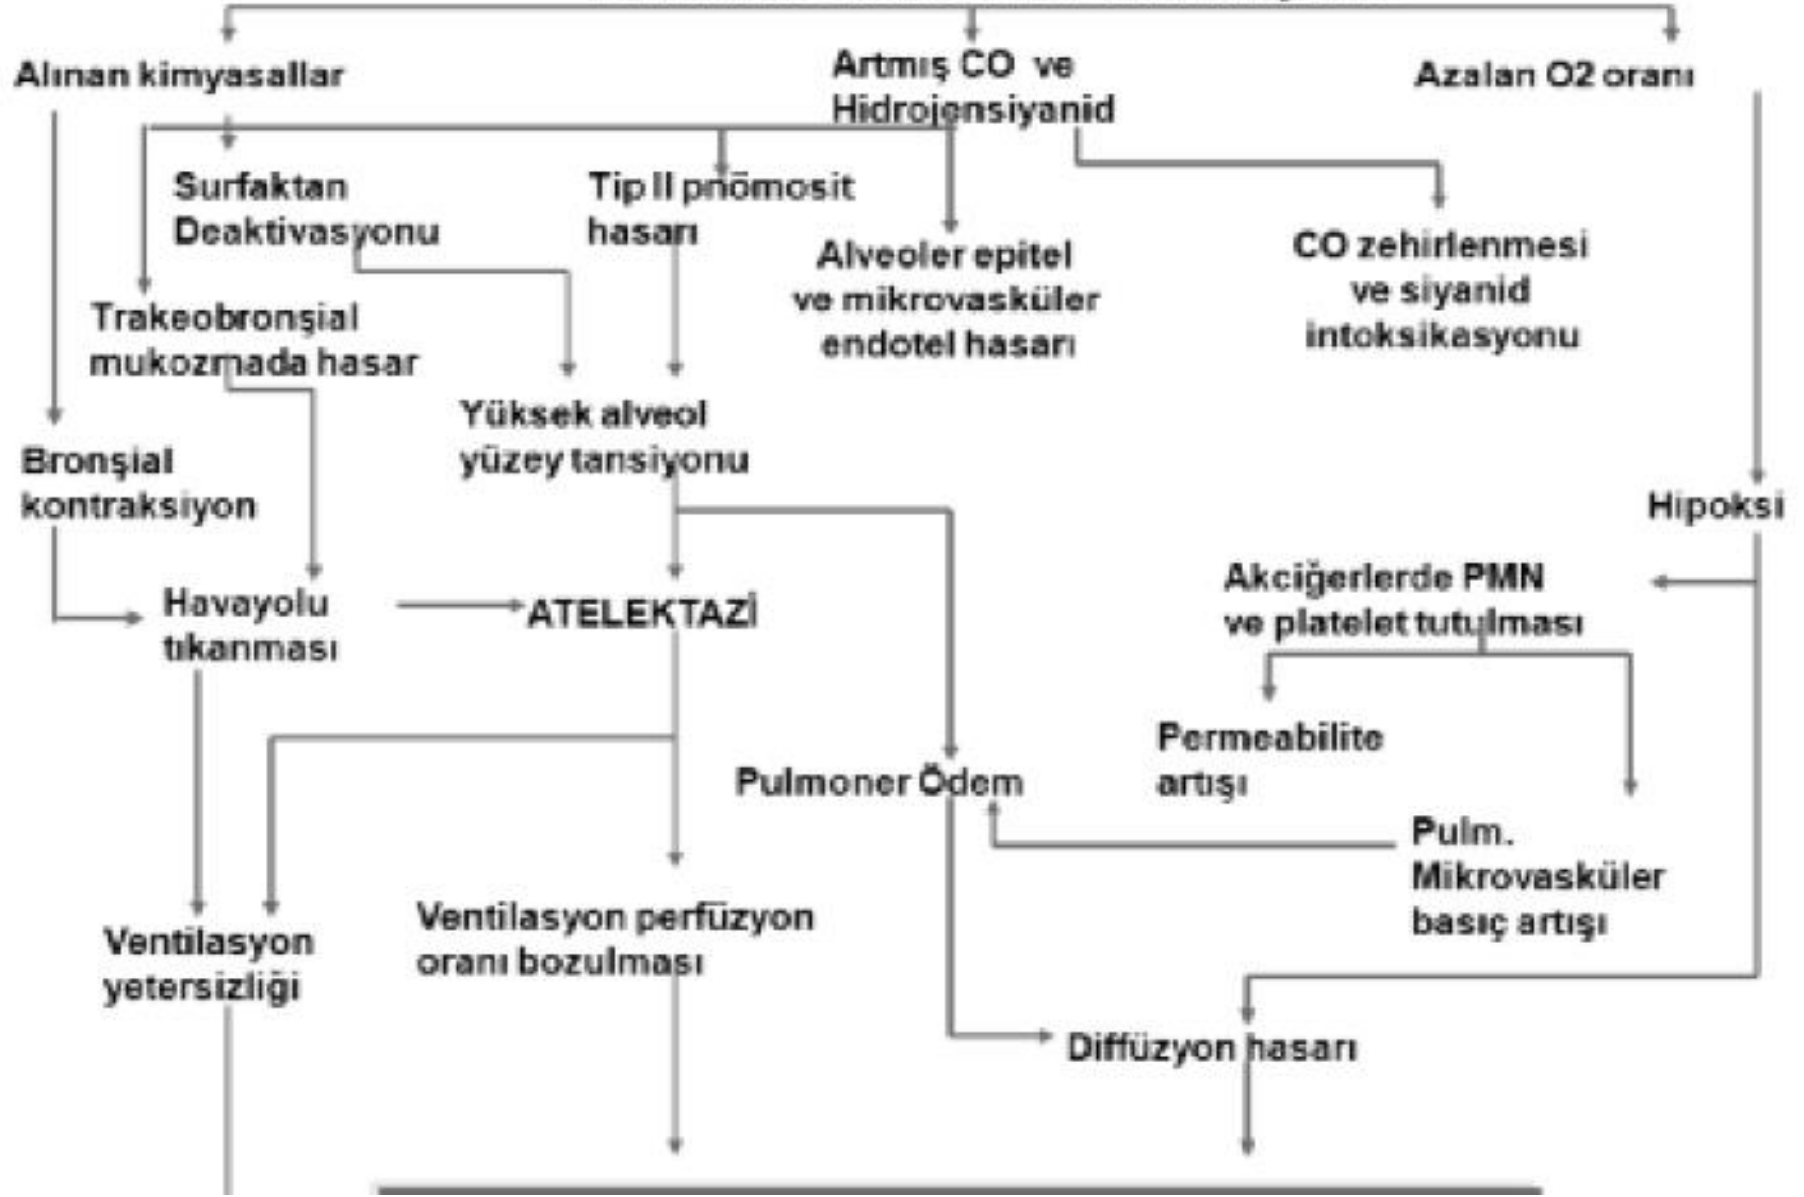 Alınan kimyasallar
Artmış CO ve
Hidrojensiyanid
Azalan O2 oranı
Surfaktan
Deaktivasyonu
Tip II pnömosit
hasarı
Alveoler epitel
ve mikrovasküler
endotel hasarı
CO zehirlenmesi
ve siyanid
intoksikasyonu
Trakeobronşial
mukozmada hasar
Yüksek alveol
yüzey tansiyonu
Bronşial
kontraksiyon
Hipoksi
Havayolu
tıkanması
ATELEKTAZİ
Akciğerlerde PMN
ve platelet tutulması
Permeabilite
artışı
Pulmoner Ödem
Pulm.
Mikrovasküler
basıç artışı
Ventilasyon
yetersizliği
Ventilasyon perfüzyon
oranı bozulması
Diffüzyon hasarı